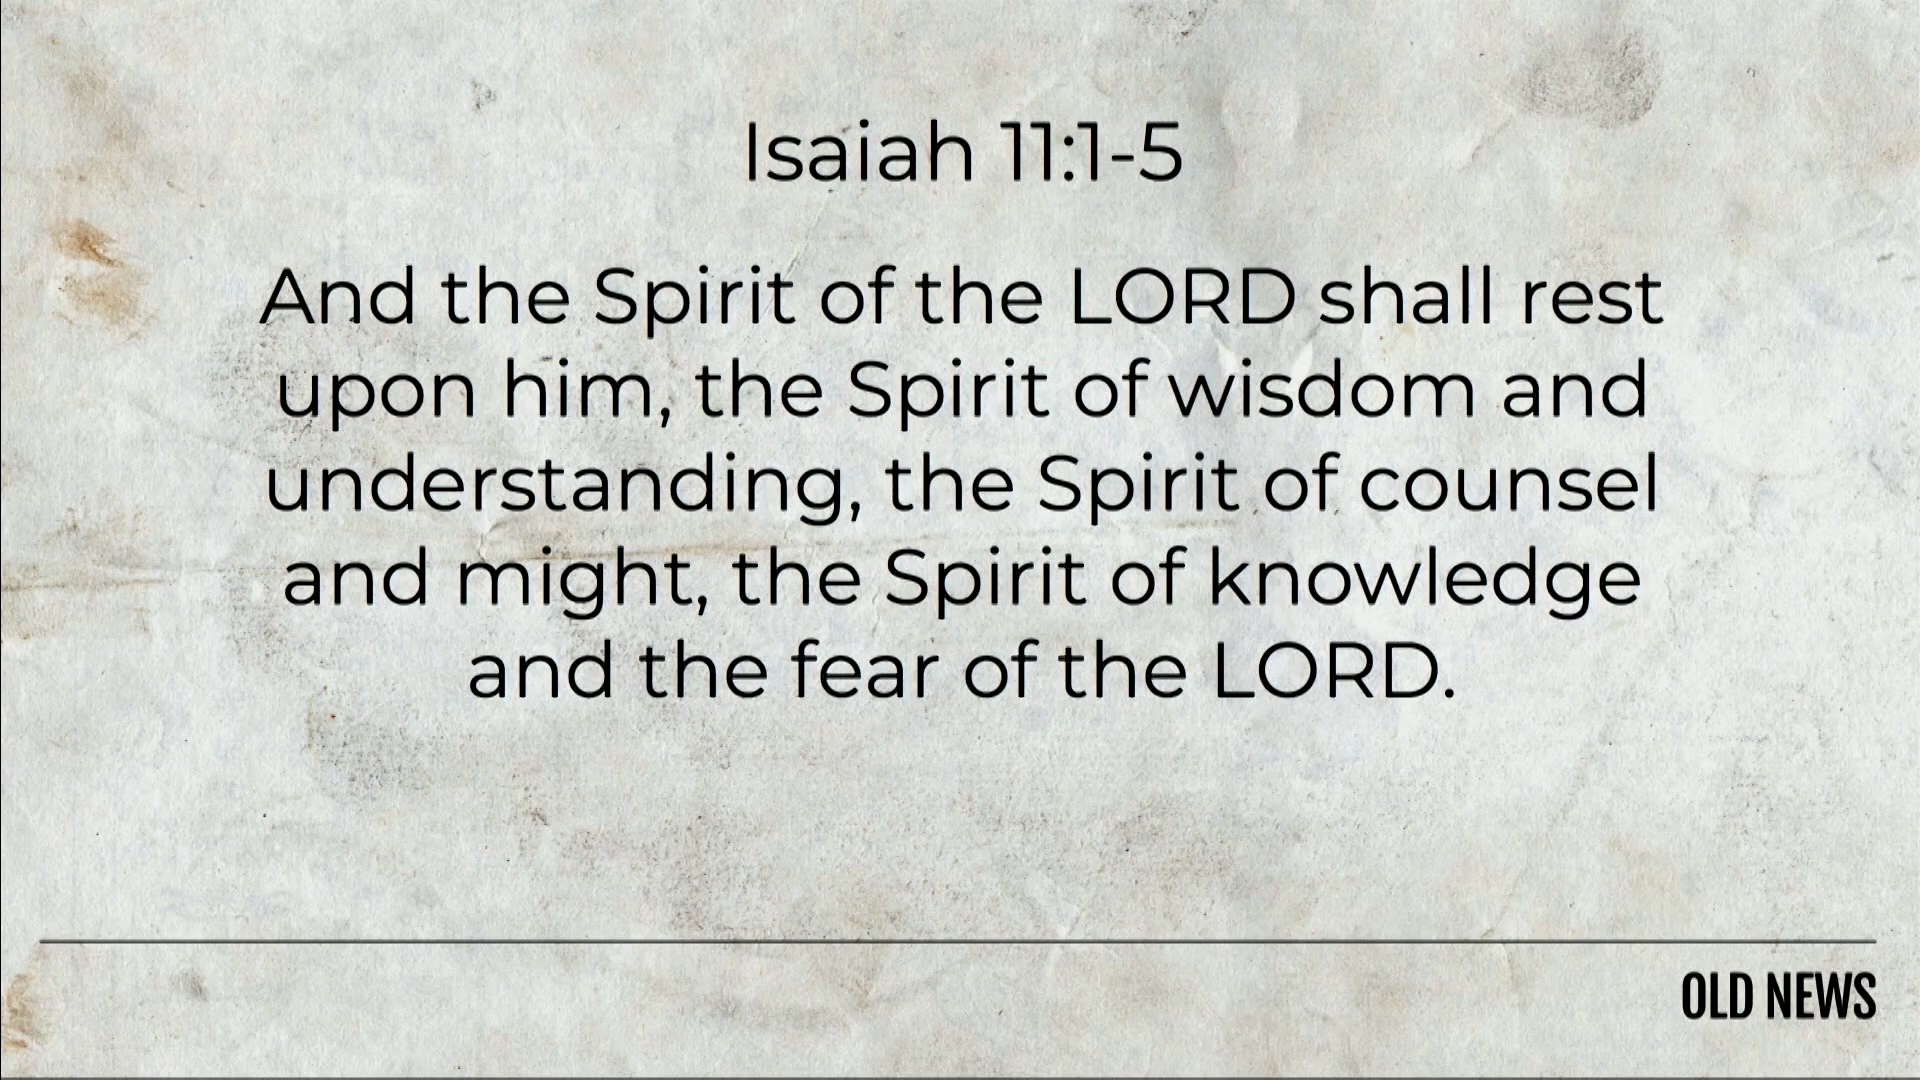 Isaiah 11:1-5
And the Spirit of the LORD shall rest
upon him, the Spirit of wisdom and
understanding, the Spirit of counsel
and might, the Spirit of knowledge
and the fear of the LORD.
OLD NEWS